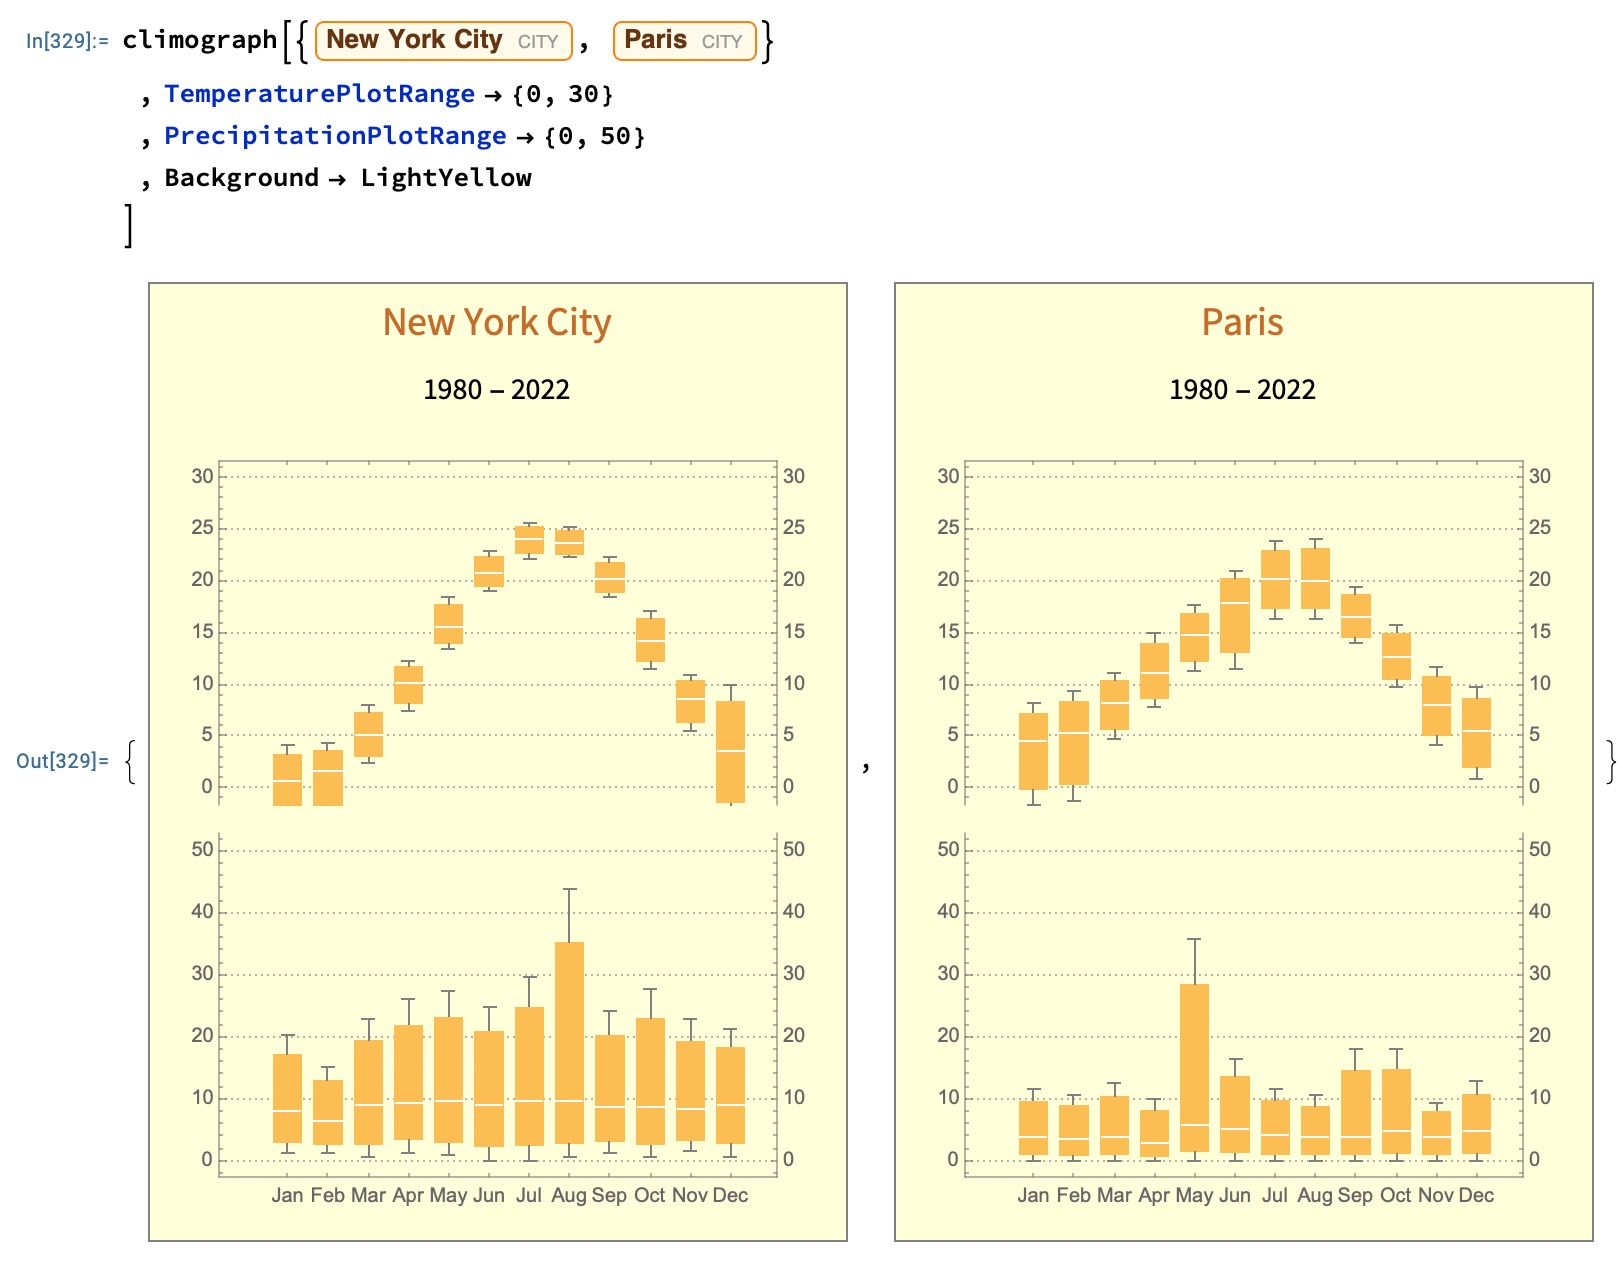 In[329]:= climograph[{ New York City CITY , Paris CITY }
, TemperaturePlotRange → {0, 30}
, PrecipitationPlotRange → {0, 50}
, Background → LightYellow
]
Out[329]= { , }
New York City
1980 – 2022
30 30
25 25
20 20
15 15
10 10
5 5
0 0
50 50
40 40
30 30
20 20
10 10
0 0
Jan Feb Mar Apr May Jun Jul Aug Sep Oct Nov Dec
Paris
1980 – 2022
30 30
25 25
20 20
15 15
10 10
5 5
0 0
50 50
40 40
30 30
20 20
10 10
0 0
Jan Feb Mar Apr May Jun Jul Aug Sep Oct Nov Dec